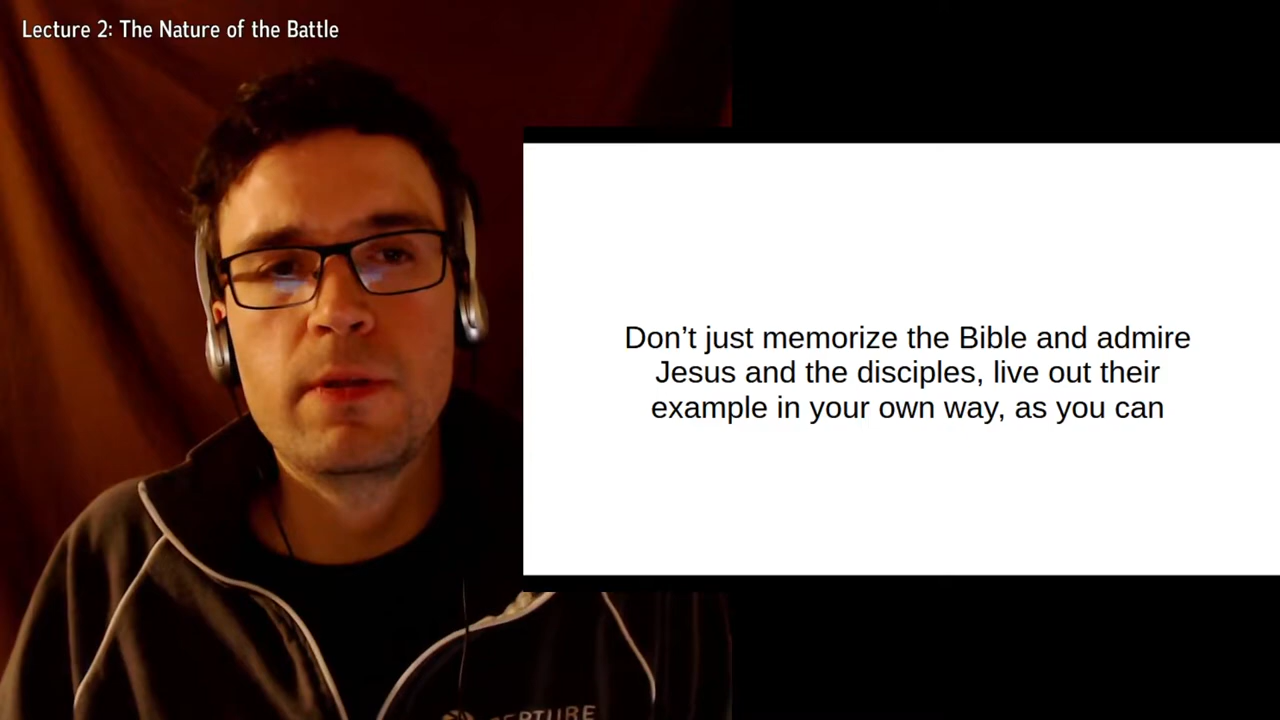 Lecture 2: The Nature of the Battle
Don’t just memorize the Bible and admire
Jesus and the disciples, live out their
example in your own way, as you can